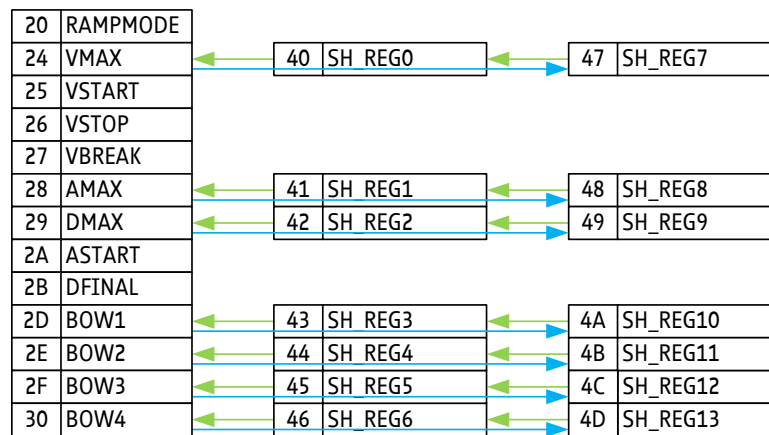 20 RAMPMODE
24 VMAX 40 SH_REG0 47 SH_REG7
25 VSTART
26 VSTOP
27 VBREAK
28 AMAX 41 SH_REG1 48 SH_REG8
29 DMAX 42 SH_REG2 49 SH_REG9
2A ASTART
2B DFINAL
2D BOW1 43 SH_REG3 4A SH_REG10
2E BOW2 44 SH_REG4 4B SH_REG11
2F BOW3 45 SH_REG5 4C SH_REG12
30 BOW4 46 SH_REG6 4D SH_REG13